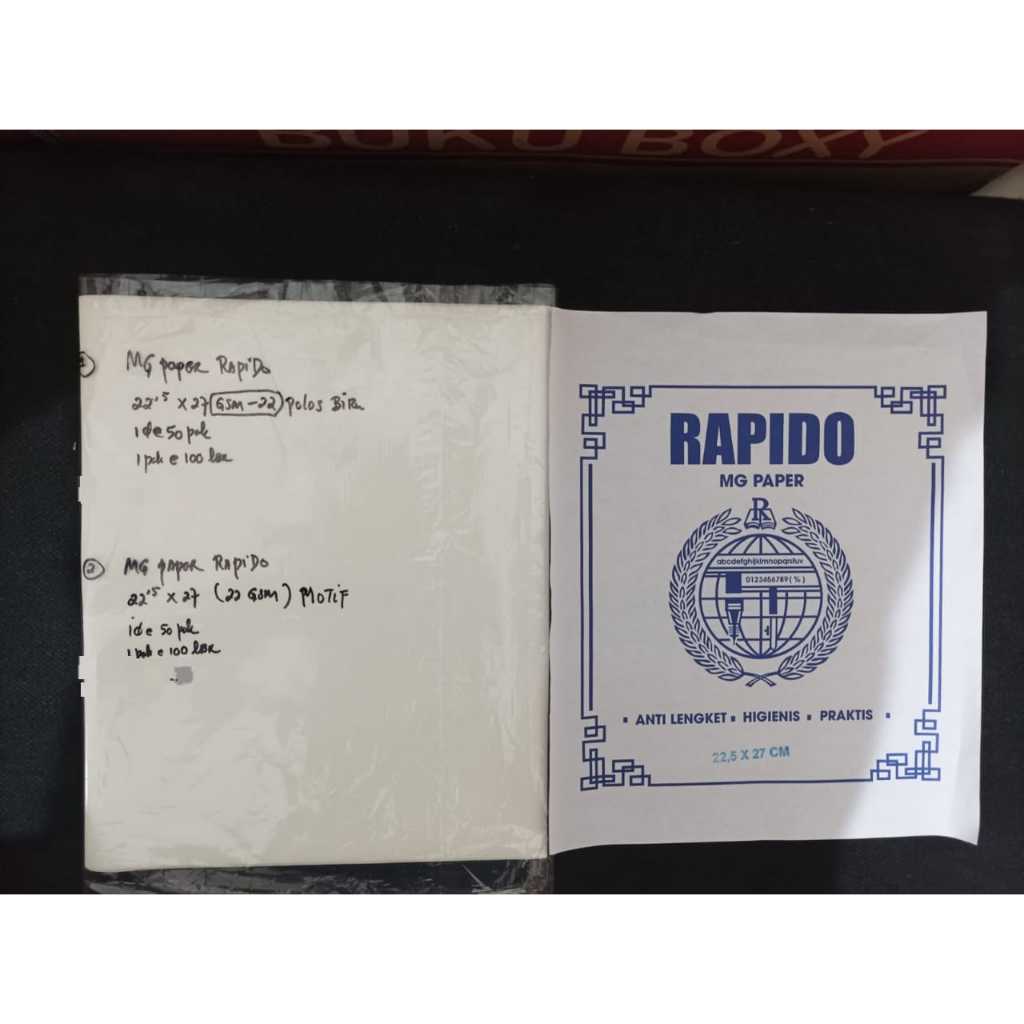 BUKU BOXY
1 MG paper RAPiDo
22'5 x 27 GSM-22 polos BiRu
1 d e 50 pak
1 pak e 100 lbr
2 MG paper RAPiDo
22'5 x 27 (22 GSM) MOTiF
1 d e 50 pak
1 pak e 100 lbr
RAPIDO
MG PAPER
R
abcdefghijklmnopqrstuv
0123456789(%)
▪ ANTI LENGKET ▪ HIGIENIS ▪ PRAKTIS ▪
22,5 X 27 CM